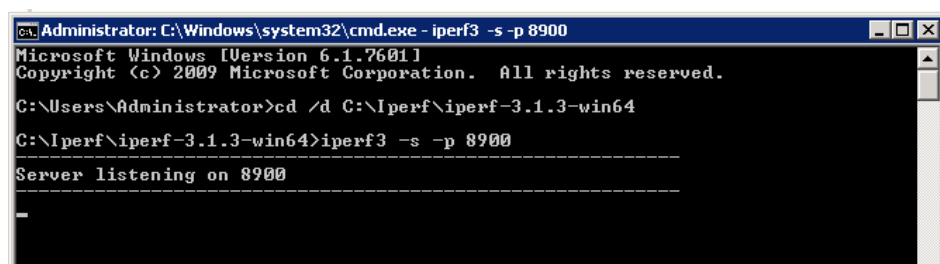 Administrator: C:\Windows\system32\cmd.exe - iperf3 -s -p 8900
Microsoft Windows [Version 6.1.7601]
Copyright (c) 2009 Microsoft Corporation.  All rights reserved.
C:\Users\Administrator>cd /d C:\Iperf\iperf-3.1.3-win64
C:\Iperf\iperf-3.1.3-win64>iperf3 -s -p 8900
-----------------------------------------------------------
Server listening on 8900
-----------------------------------------------------------